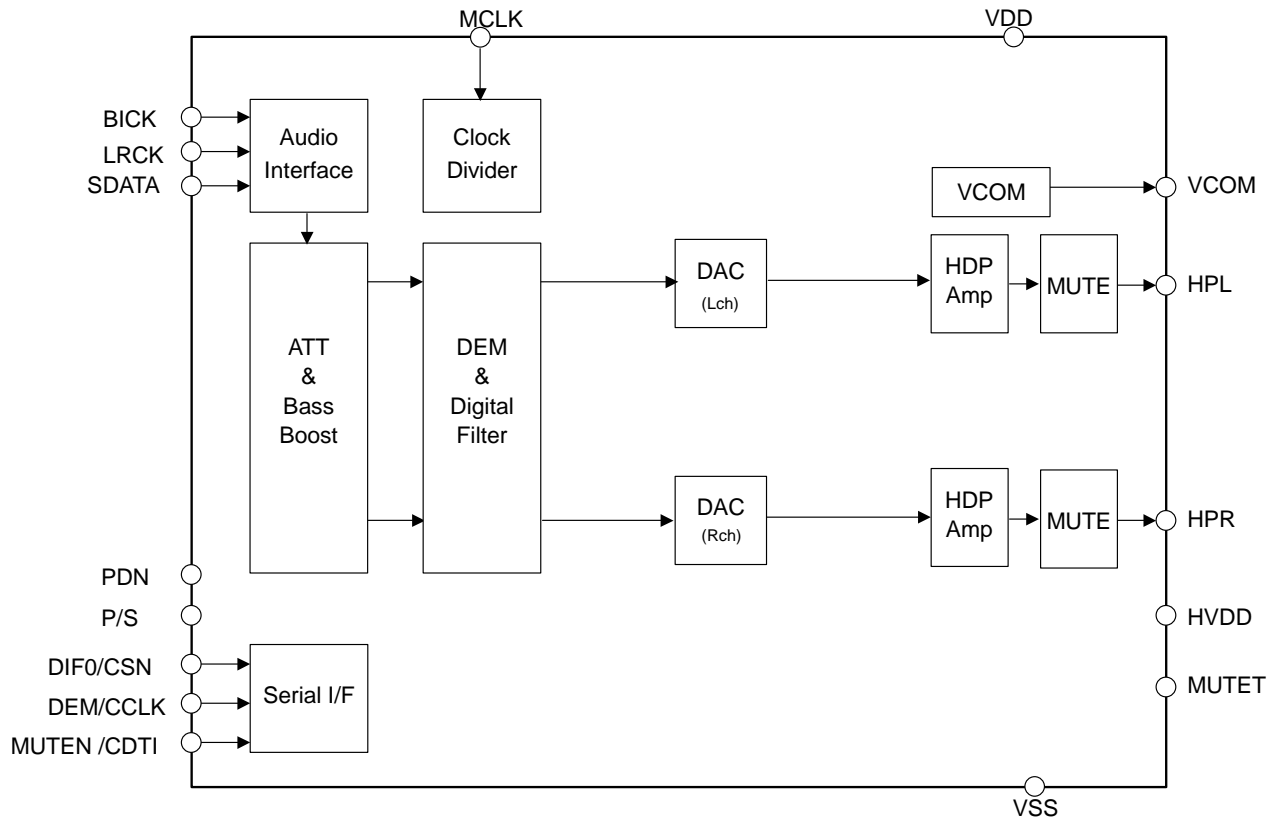 MCLK
VDD
BICK
LRCK
SDATA
Audio
Interface
Clock
Divider
VCOM
VCOM
ATT
&
Bass
Boost
DEM
&
Digital
Filter
DAC
(Lch)
HDP
Amp
MUTE
HPL
DAC
(Rch)
HDP
Amp
MUTE
HPR
PDN
P/S
HVDD
DIF0/CSN
DEM/CCLK
MUTEN /CDTI
Serial I/F
MUTET
VSS